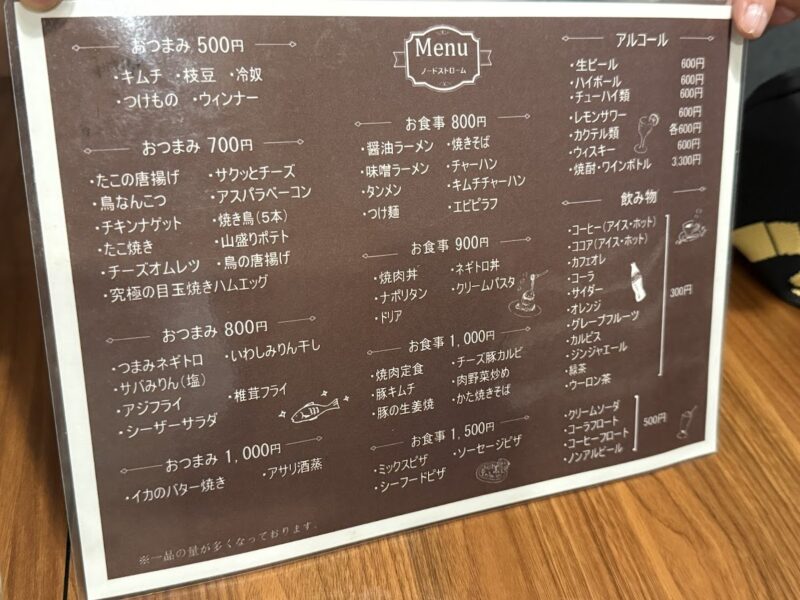 おつまみ 500円
・キムチ ・枝豆 ・冷奴
・つけもの ・ウィンナー
おつまみ 700円
・たこの唐揚げ ・サクッとチーズ
・鳥なんこつ ・アスパラベーコン
・チキンナゲット ・焼き鳥(5本)
・たこ焼き ・山盛りポテト
・チーズオムレツ ・鳥の唐揚げ
・究極の目玉焼きハムエッグ
おつまみ 800円
・つまみネギトロ ・いわしみりん干し
・サバみりん(塩)
・アジフライ ・椎茸フライ
・シーザーサラダ
おつまみ 1,000円
・イカのバター焼き ・アサリ酒蒸
※一品の量が多くなっております。
Menu
ノードストローム
お食事 800円
・醤油ラーメン ・焼きそば
・味噌ラーメン ・チャーハン
・タンメン ・キムチチャーハン
・つけ麺 ・エビピラフ
お食事 900円
・焼肉丼 ・ネギトロ丼
・ナポリタン ・クリームパスタ
・ドリア
お食事 1,000円
・焼肉定食 ・チーズ豚カルビ
・豚キムチ ・肉野菜炒め
・豚の生姜焼 ・かた焼きそば
お食事 1,500円
・ミックスピザ ・ソーセージピザ
・シーフードピザ
アルコール
・生ビール 600円
・ハイボール 600円
・チューハイ類 600円
・レモンサワー 600円
・カクテル類 各600円
・ウィスキー 600円
・焼酎・ワインボトル 3,300円
飲み物
・コーヒー(アイス・ホット)
・ココア(アイス・ホット)
・カフェオレ
・コーラ
・サイダー
・オレンジ
・グレープフルーツ
・カルピス
・ジンジャエール
・緑茶
・ウーロン茶
300円
・クリームソーダ
・コーラフロート
・コーヒーフロート
・ノンアルビール
500円